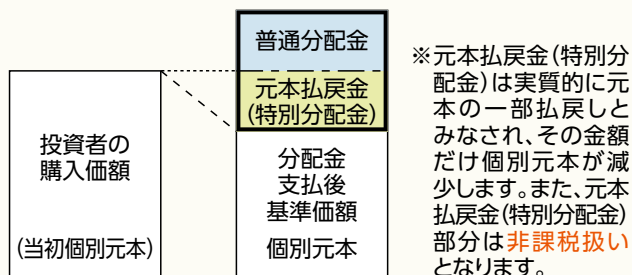 普通分配金
元本払戻金
(特別分配金)
投資者の
購入価額
(当初個別元本)
分配金
支払後
基準価額
個別元本
※元本払戻金(特別分
配金)は実質的に元
本の一部払戻しと
みなされ、その金額
だけ個別元本が減
少します。また、元本
払戻金(特別分配金)
部分は非課税扱い
となります。